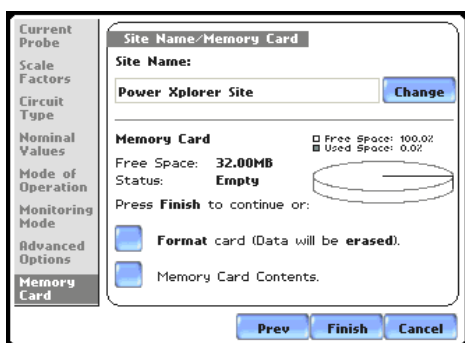 Current
Probe
Scale
Factors
Circuit
Type
Nominal
Values
Mode of
Operation
Monitoring
Mode
Advanced
Options
Memory
Card
Site Name/Memory Card
Site Name:
Power Xplorer Site
Change
Memory Card
Free Space: 100.0%
Used Space: 0.0%
Free Space: 32.00MB
Status: Empty
Press Finish to continue or:
Format card (Data will be erased).
Memory Card Contents.
Prev Finish Cancel